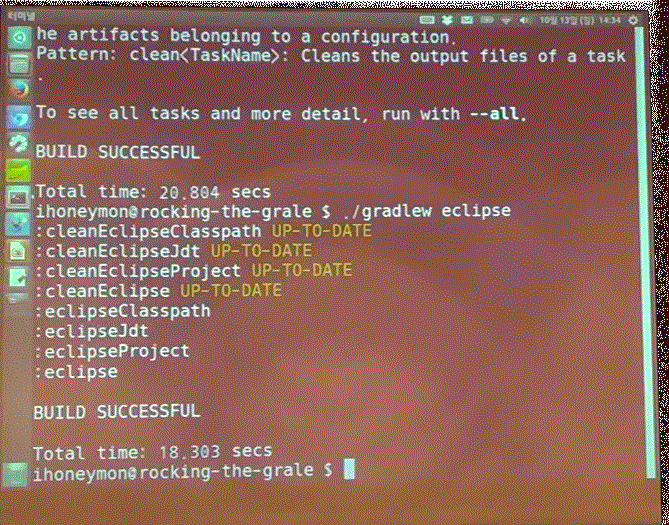 터미널
10월 13일 (일) 14:34
he artifacts belonging to a configuration.
Pattern: clean<TaskName>: Cleans the output files of a task
.
To see all tasks and more detail, run with --all.
BUILD SUCCESSFUL
Total time: 20.804 secs
ihoneymon@rocking-the-grale $ ./gradlew eclipse
:cleanEclipseClasspath UP-TO-DATE
:cleanEclipseJdt UP-TO-DATE
:cleanEclipseProject UP-TO-DATE
:cleanEclipse UP-TO-DATE
:eclipseClasspath
:eclipseJdt
:eclipseProject
:eclipse
BUILD SUCCESSFUL
Total time: 18.303 secs
ihoneymon@rocking-the-grale $